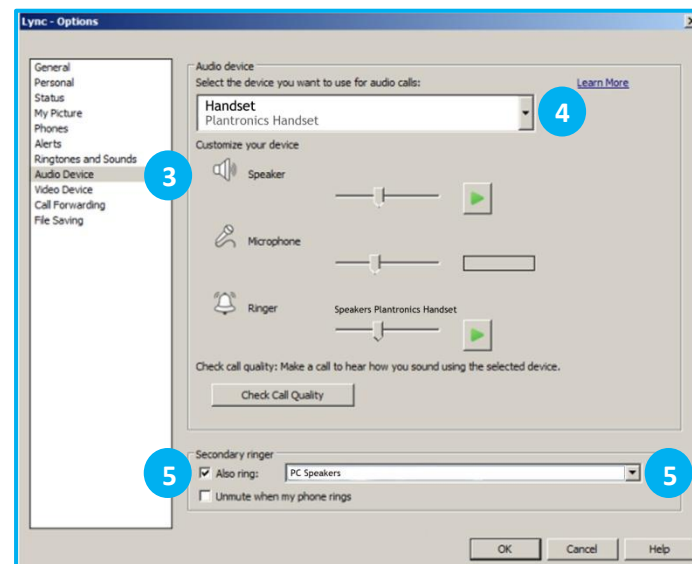 Lync - Options
General
Personal
Status
My Picture
Phones
Alerts
Ringtones and Sounds
Audio Device
Video Device
Call Forwarding
File Saving
3
Audio device
Select the device you want to use for audio calls:
Learn More
Handset
Plantronics Handset
4
Customize your device
Speaker
Microphone
Ringer
Speakers Plantronics Handset
Check call quality: Make a call to hear how you sound using the selected device.
Check Call Quality
Secondary ringer
5
Also ring:
PC Speakers
5
Unmute when my phone rings
OK
Cancel
Help